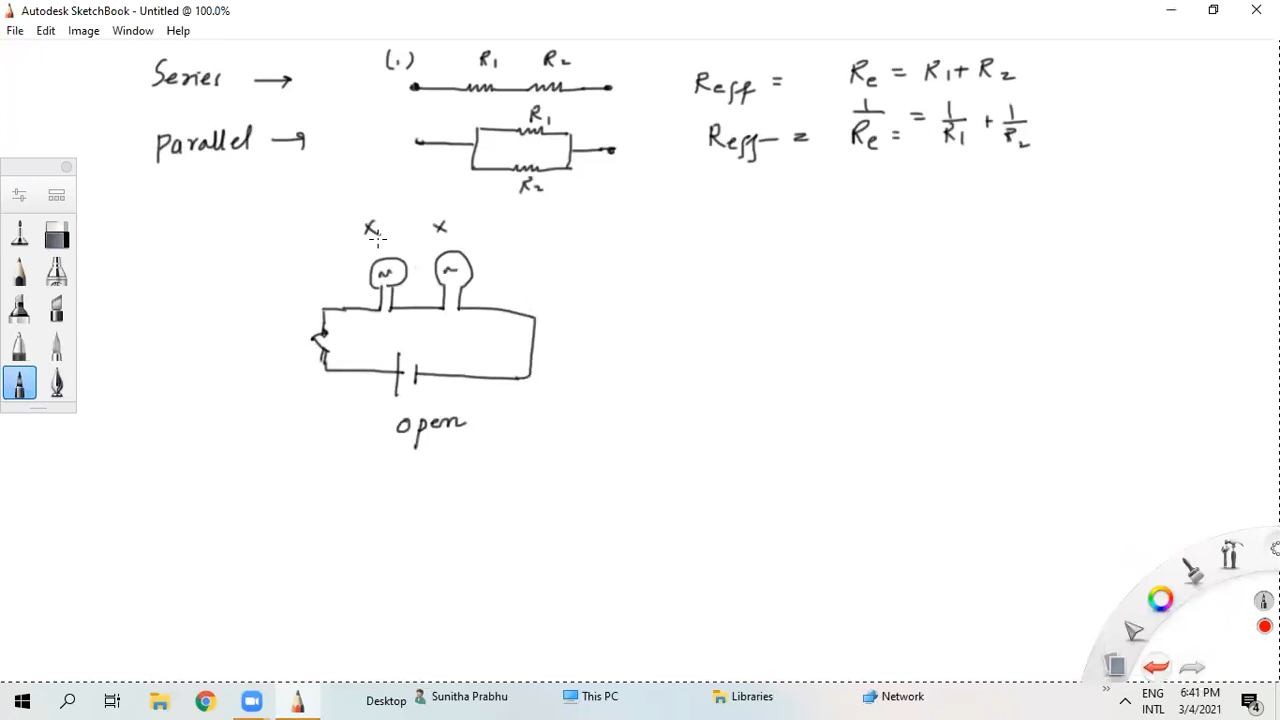 Autodesk SketchBook - Untitled @ 100.0%
File Edit Image Window Help
Series → (1.) R1 R2 Reff = Re = R1 + R2
Parallel → R1 R2 Reff = 1/Re = 1/R1 + 1/R2
x x
open
Desktop Sunitha Prabhu This PC Libraries Network
ENG 6:41 PM
INTL 3/4/2021
4